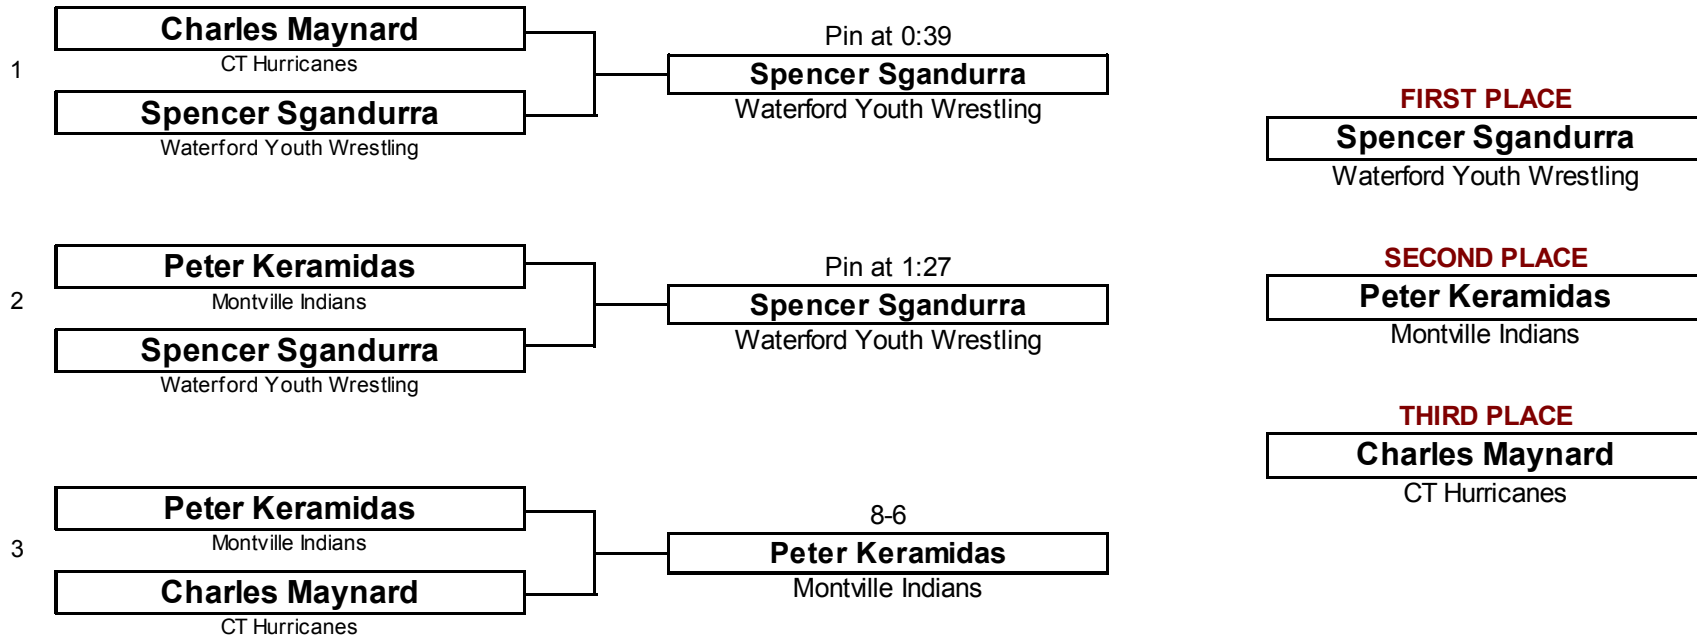 1
Charles Maynard
CT Hurricanes
Spencer Sgandurra
Waterford Youth Wrestling
Pin at 0:39
Spencer Sgandurra
Waterford Youth Wrestling
2
Peter Keramidas
Montville Indians
Spencer Sgandurra
Waterford Youth Wrestling
Pin at 1:27
Spencer Sgandurra
Waterford Youth Wrestling
3
Peter Keramidas
Montville Indians
Charles Maynard
CT Hurricanes
8-6
Peter Keramidas
Montville Indians
FIRST PLACE
Spencer Sgandurra
Waterford Youth Wrestling
SECOND PLACE
Peter Keramidas
Montville Indians
THIRD PLACE
Charles Maynard
CT Hurricanes